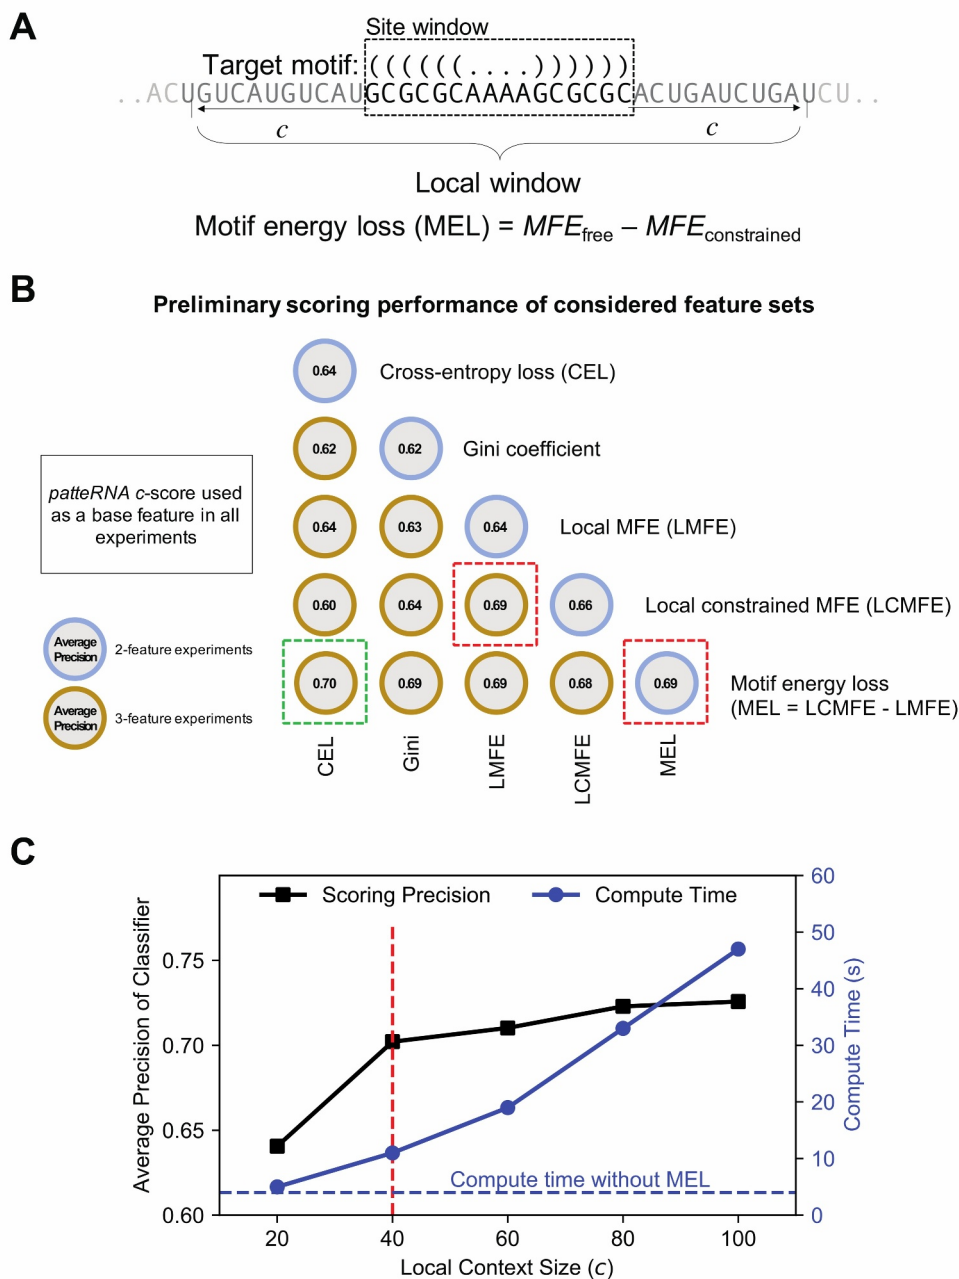 A
Site window
Target motif: ((((((....))))))
..ACUGUCAUGUCAUGCGCGCAAAAGCGCGCACUGAUCUGAUCU..
c
c
Local window
Motif energy loss (MEL) = MFEfree – MFEconstrained
B
Preliminary scoring performance of considered feature sets
0.64 Cross-entropy loss (CEL)
0.62 0.62 Gini coefficient
patteRNA c-score used
as a base feature in all
experiments
0.64 0.63 0.64 Local MFE (LMFE)
0.60 0.64 0.69 0.66 Local constrained MFE (LCMFE)
Average
Precision
2-feature experiments
Average
Precision
3-feature experiments
0.70 0.69 0.69 0.68 0.69 Motif energy loss
(MEL = LCMFE - LMFE)
CEL
Gini
LMFE
LCMFE
MEL
C
Scoring Precision
Compute Time
Average Precision of Classifier
0.75
0.70
0.65
0.60
60
50
40
30
20
10
0
Compute Time (s)
Compute time without MEL
20 40 60 80 100
Local Context Size (c)